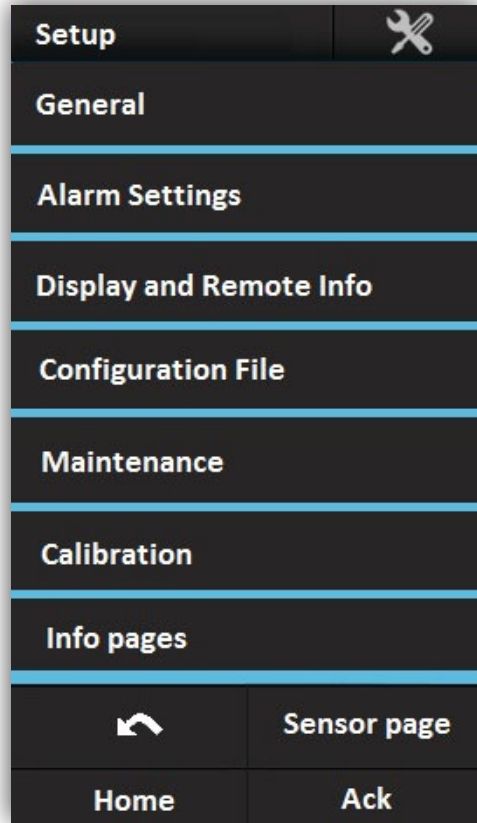 Setup
General
Alarm Settings
Display and Remote Info
Configuration File
Maintenance
Calibration
Info pages
Sensor page
Home Ack